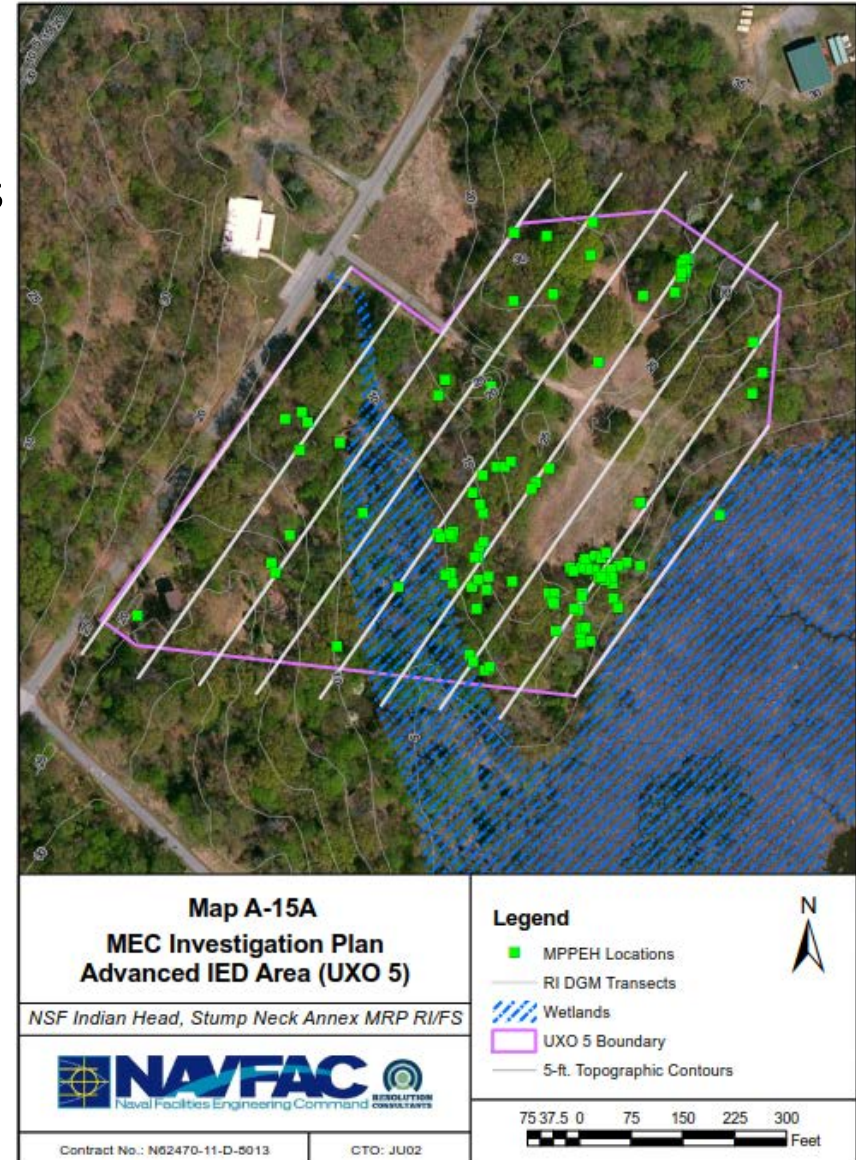 S
Map A-15A
MEC Investigation Plan
Advanced IED Area (UXO 5)
NSF Indian Head, Stump Neck Annex MRP RI/FS
NAVFAC
Naval Facilities Engineering Command
RESOLUTION
CONSULTANTS
Contract No.: N62470-11-D-8013
CTO: JU02
Legend
N
MPPEH Locations
RI DGM Transects
Wetlands
UXO 5 Boundary
5-ft. Topographic Contours
75 37.5 0 75 150 225 300
Feet